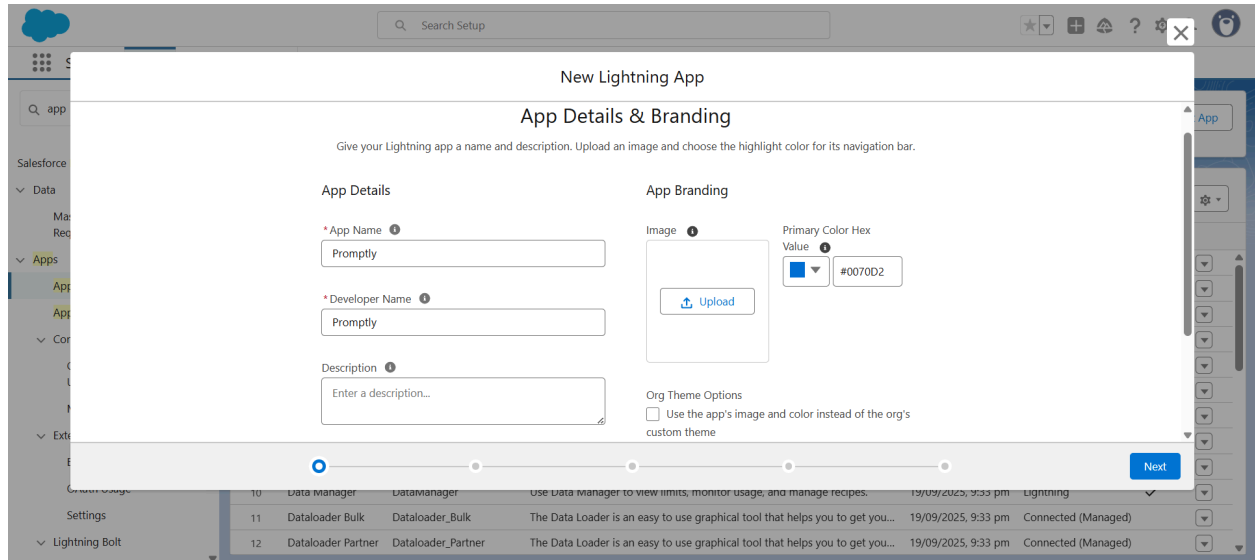 Search Setup
New Lightning App
app
App
App Details & Branding
Give your Lightning app a name and description. Upload an image and choose the highlight color for its navigation bar.
Salesforce
Data
App Details
App Branding
Apps
*App Name
Image
Primary Color Hex
Value
Promptly
#0070D2
Upload
*Developer Name
Promptly
Description
Enter a description...
Org Theme Options
Use the app's image and color instead of the org's
custom theme
Next
10 Data Manager DataManager Use Data Manager to view limits, monitor usage, and manage recipes. 19/09/2025, 9:33 pm Lightning
OAuth Usage
Settings
11 Dataloader Bulk Dataloader_Bulk The Data Loader is an easy to use graphical tool that helps you to get you... 19/09/2025, 9:33 pm Connected (Managed)
Lightning Bolt
12 Dataloader Partner Dataloader_Partner The Data Loader is an easy to use graphical tool that helps you to get you... 19/09/2025, 9:33 pm Connected (Managed)